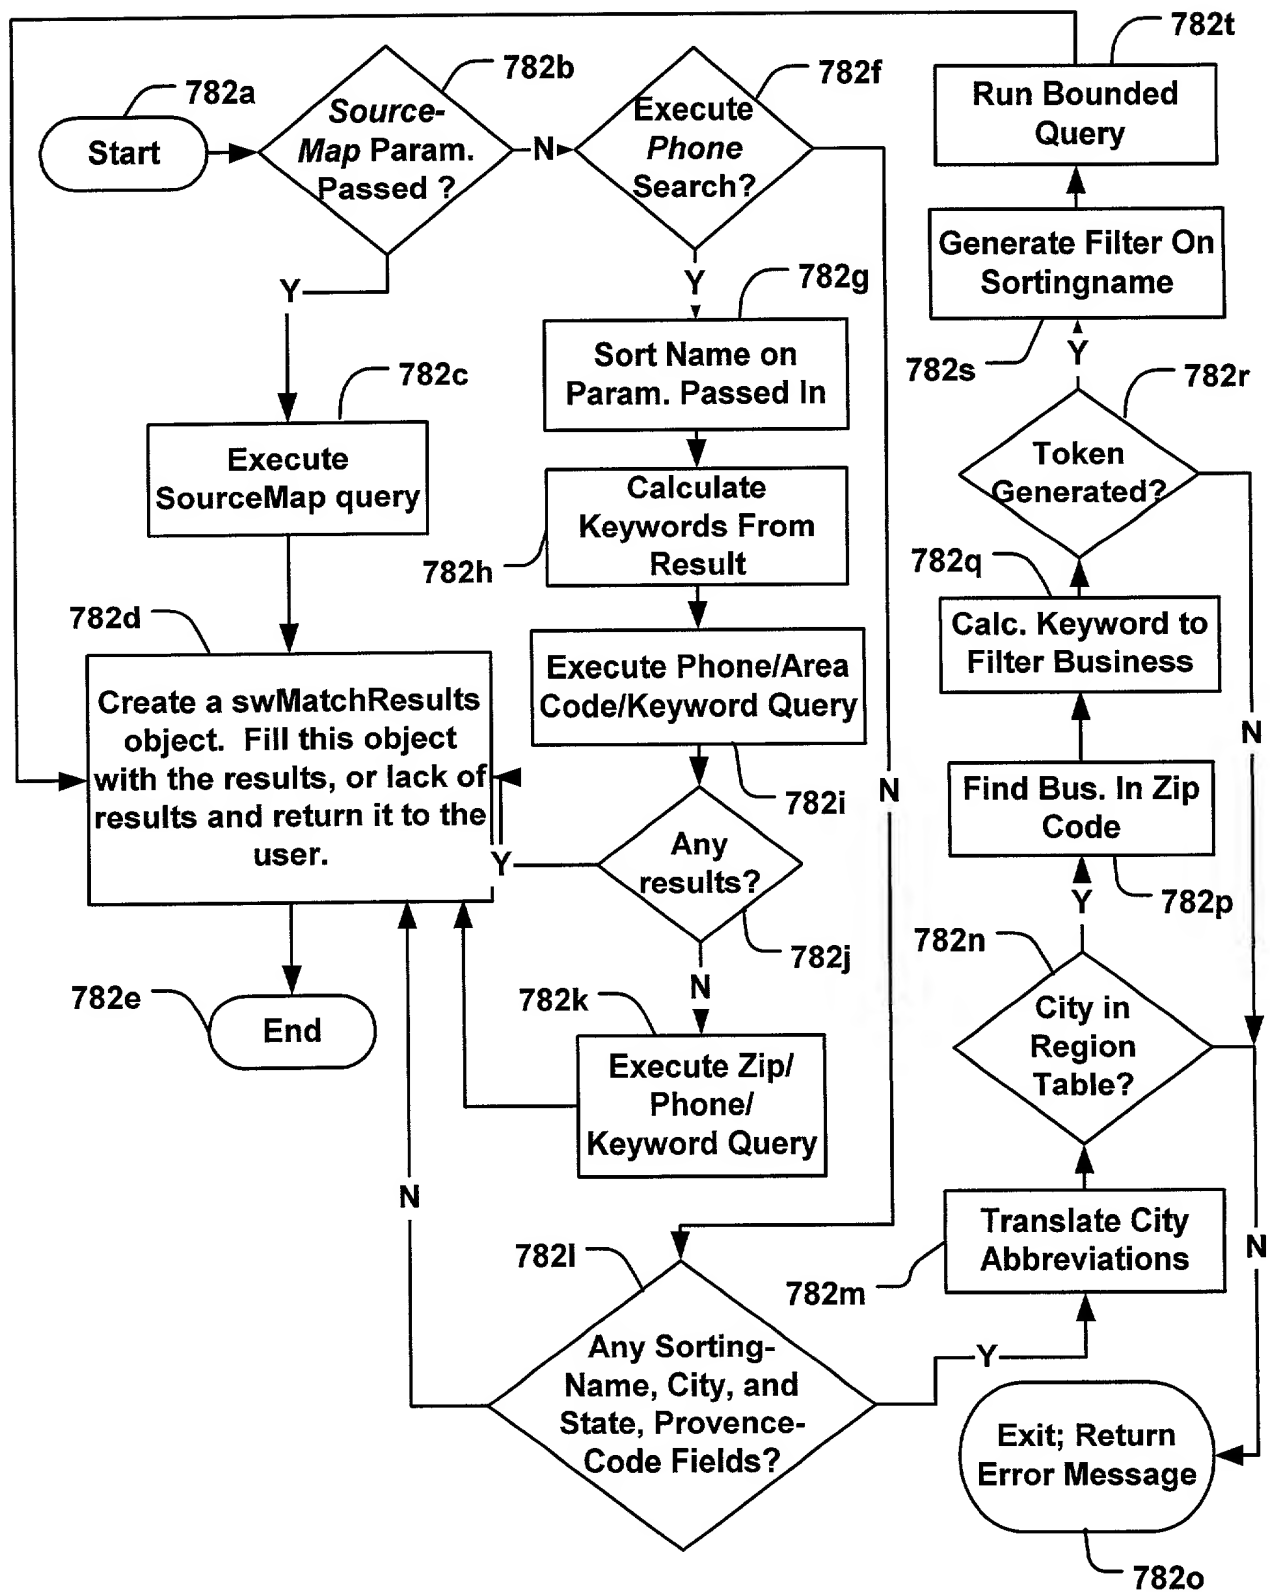 782a
Start
782b
Source-
Map Param.
Passed ?
N
Y
782c
Execute
SourceMap query
782d
Create a swMatchResults
object. Fill this object
with the results, or lack of
results and return it to the
user.
782e
End
782f
Execute
Phone
Search?
Y
N
782g
Sort Name on
Param. Passed In
782h
Calculate
Keywords From
Result
Execute Phone/Area
Code/Keyword Query
782i
Any
results?
Y
782j
N
782k
Execute Zip/
Phone/
Keyword Query
782l
Any Sorting-
Name, City, and
State, Provence-
Code Fields?
N
Y
782m
Translate City
Abbreviations
782n
City in
Region
Table?
Y
N
782p
Find Bus. In Zip
Code
782q
Calc. Keyword to
Filter Business
782r
Token
Generated?
Y
N
782s
Generate Filter On
Sortingname
782t
Run Bounded
Query
Exit; Return
Error Message
782o